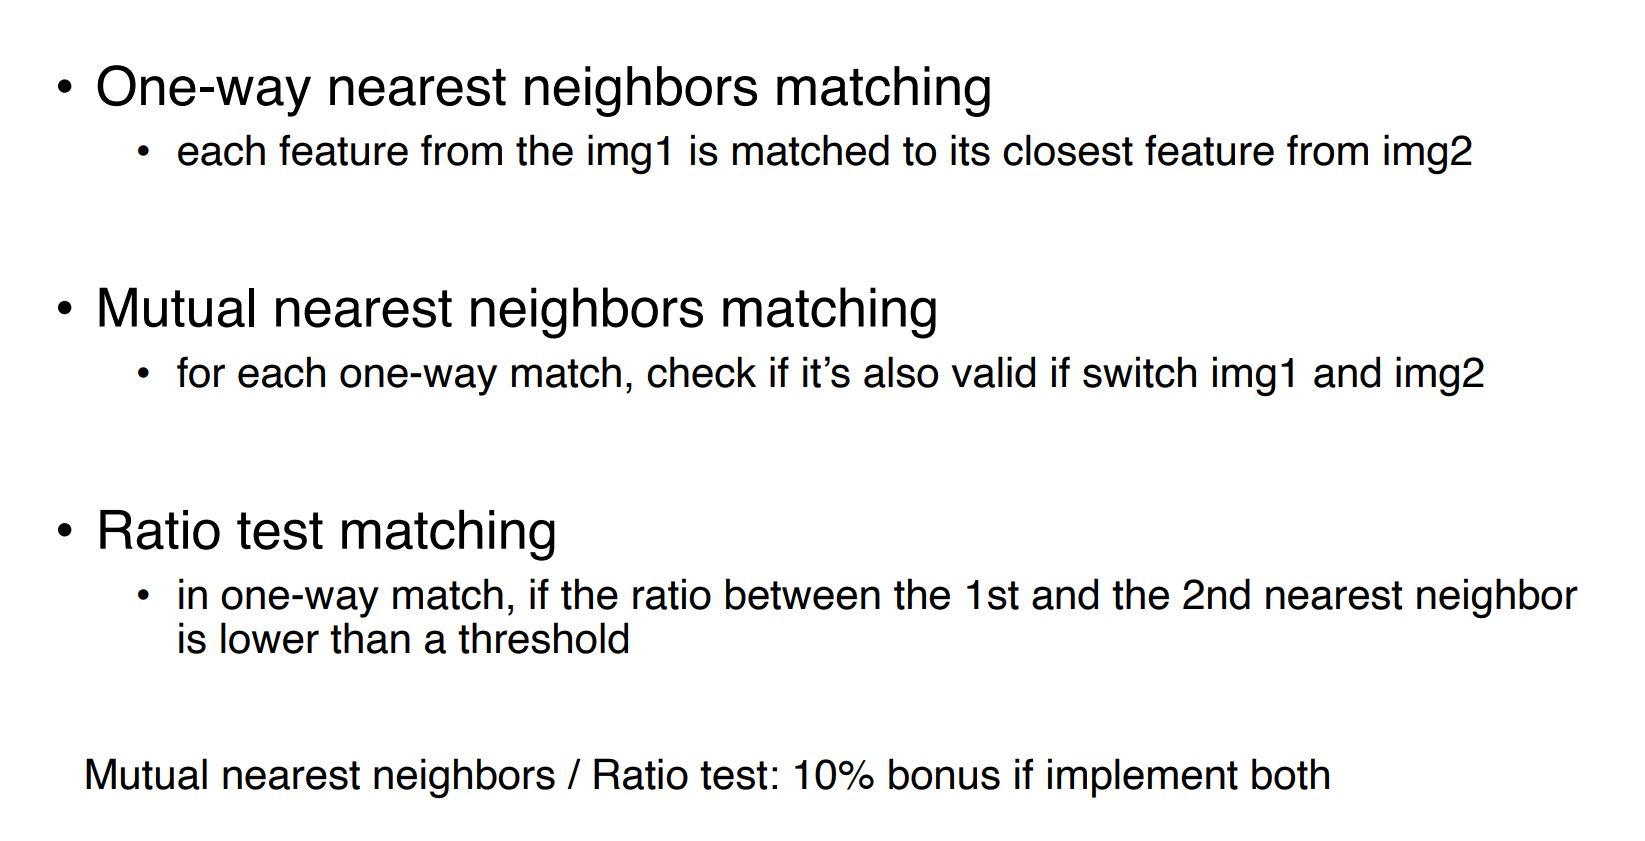 • One-way nearest neighbors matching
• each feature from the img1 is matched to its closest feature from img2
• Mutual nearest neighbors matching
• for each one-way match, check if it’s also valid if switch img1 and img2
• Ratio test matching
• in one-way match, if the ratio between the 1st and the 2nd nearest neighbor
is lower than a threshold
Mutual nearest neighbors / Ratio test: 10% bonus if implement both